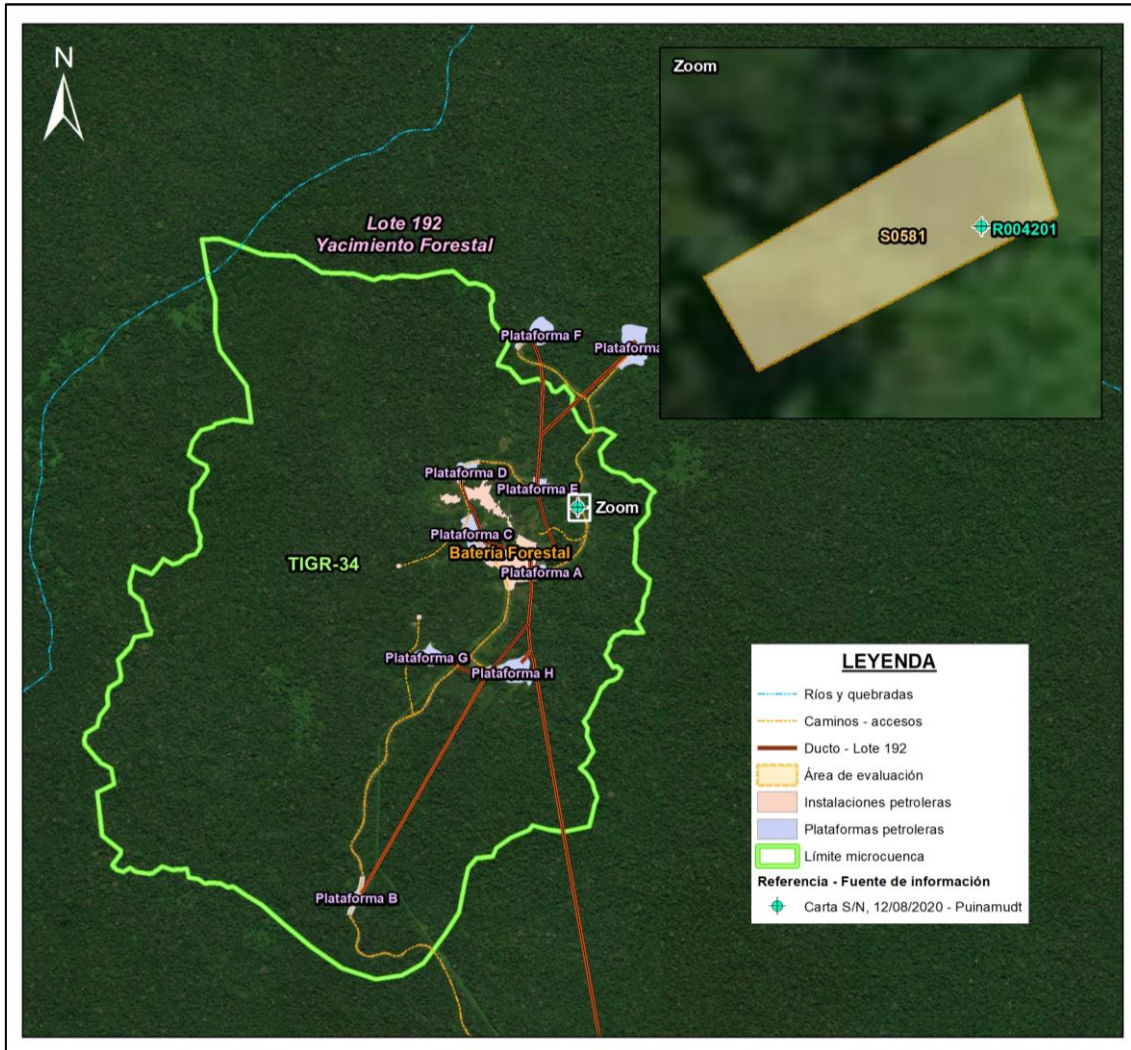 N
Zoom
S0581
R004201
Lote 192
Yacimiento Forestal
Plataforma F
Plataforma
Plataforma D
Plataforma E
Zoom
Plataforma C
Batería Forestal
TIGR-34
Plataforma A
Plataforma G
Plataforma H
Plataforma B
LEYENDA
Ríos y quebradas
Caminos - accesos
Ducto - Lote 192
Área de evaluación
Instalaciones petroleras
Plataformas petroleras
Límite microcuenca
Referencia - Fuente de información
Carta S/N, 12/08/2020 - Puinamudt